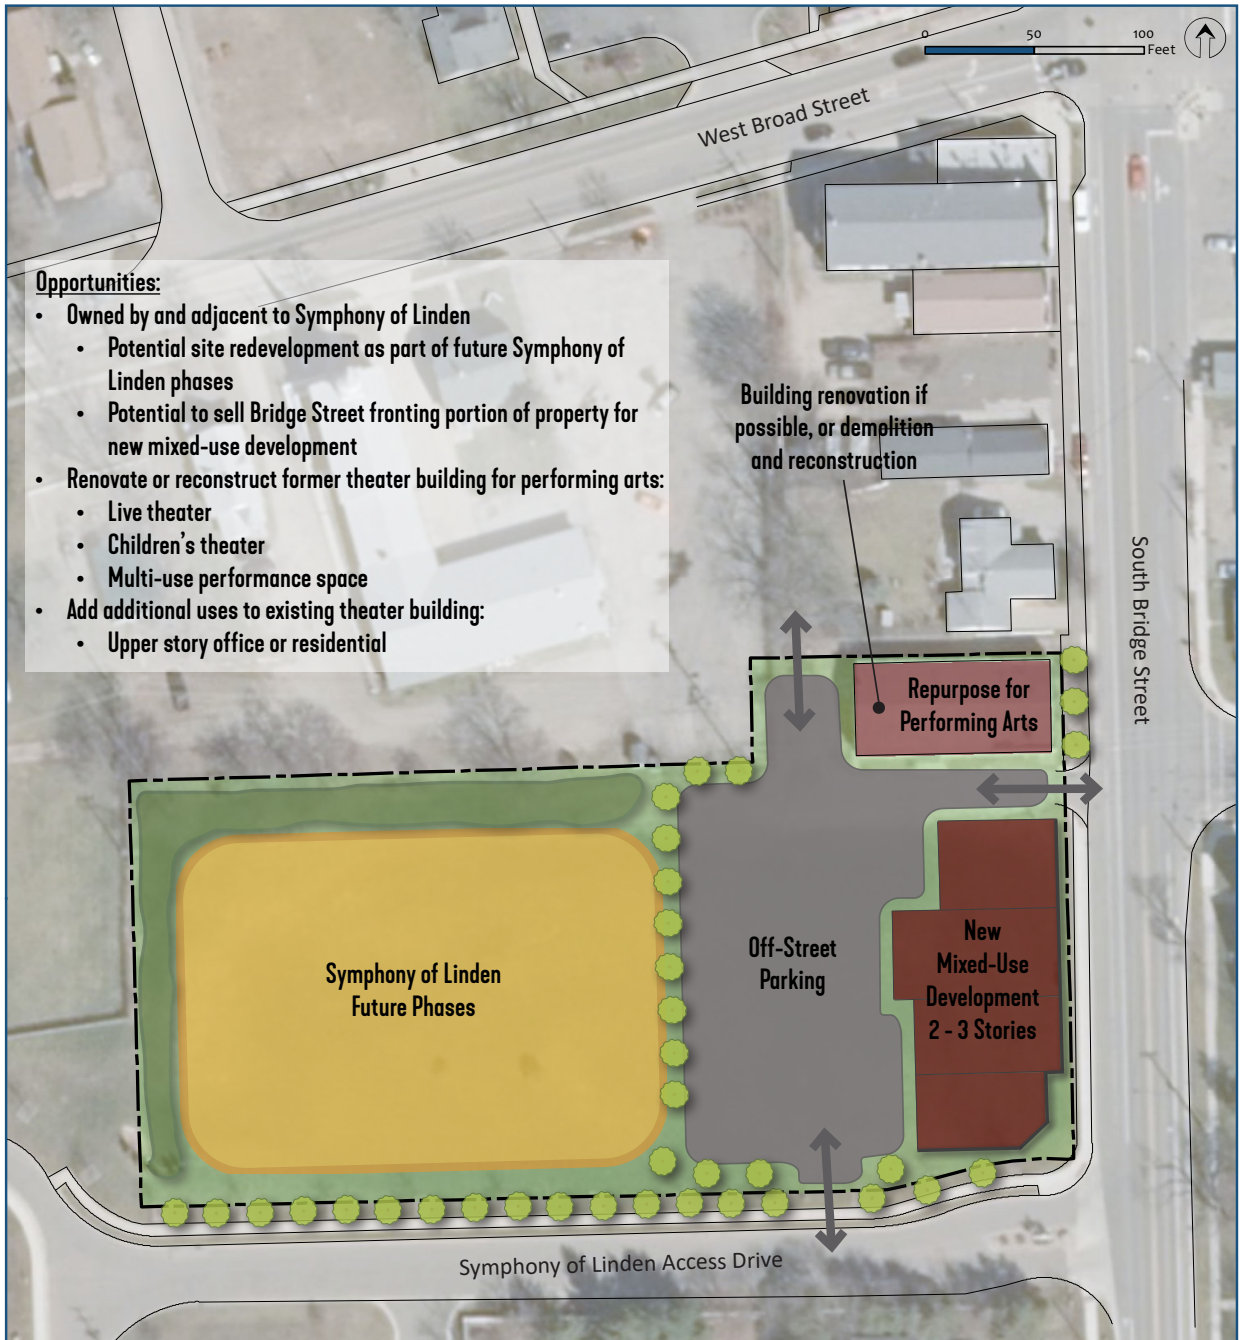 0 50 100
Feet
West Broad Street
Opportunities:
• Owned by and adjacent to Symphony of Linden
• Potential site redevelopment as part of future Symphony of
Linden phases
• Potential to sell Bridge Street fronting portion of property for
new mixed-use development
• Renovate or reconstruct former theater building for performing arts:
• Live theater
• Children's theater
• Multi-use performance space
• Add additional uses to existing theater building:
• Upper story office or residential
Building renovation if
possible, or demolition
and reconstruction
South Bridge Street
Repurpose for
Performing Arts
Symphony of Linden
Future Phases
Off-Street
Parking
New
Mixed-Use
Development
2 - 3 Stories
Symphony of Linden Access Drive